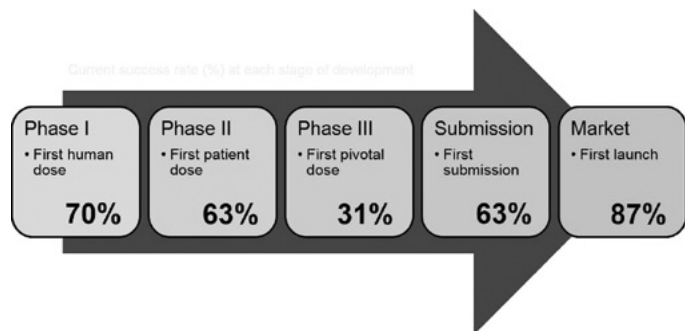 Current success rate (%) at each stage of development
Phase I
• First human
dose
70%
Phase II
• First patient
dose
63%
Phase III
• First pivotal
dose
31%
Submission
• First
submission
63%
Market
• First launch
87%